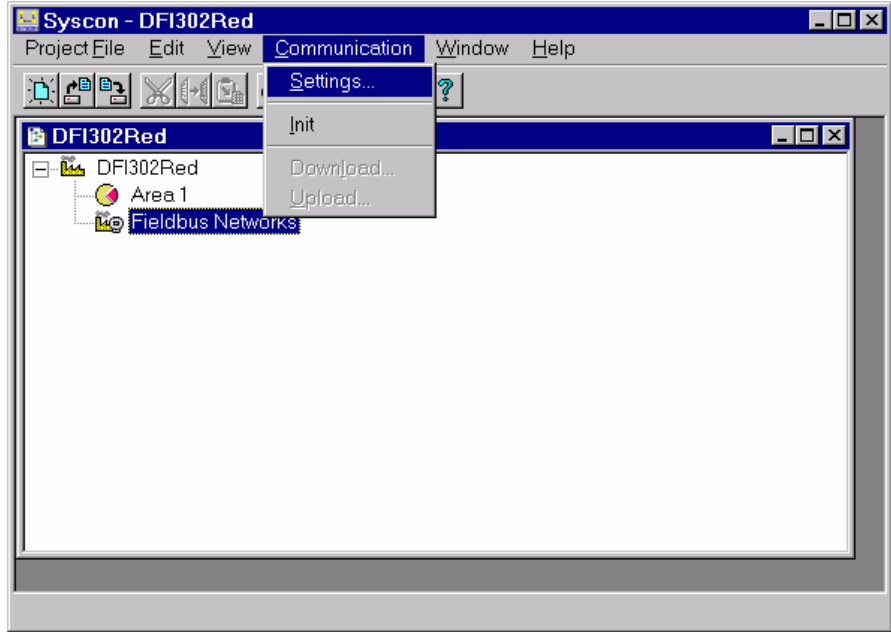 Syscon - DFI302Red
Project File Edit View Communication Window Help
Settings...
Init
Download...
Upload...
DFI302Red
DFI302Red
Area 1
Fieldbus Networks